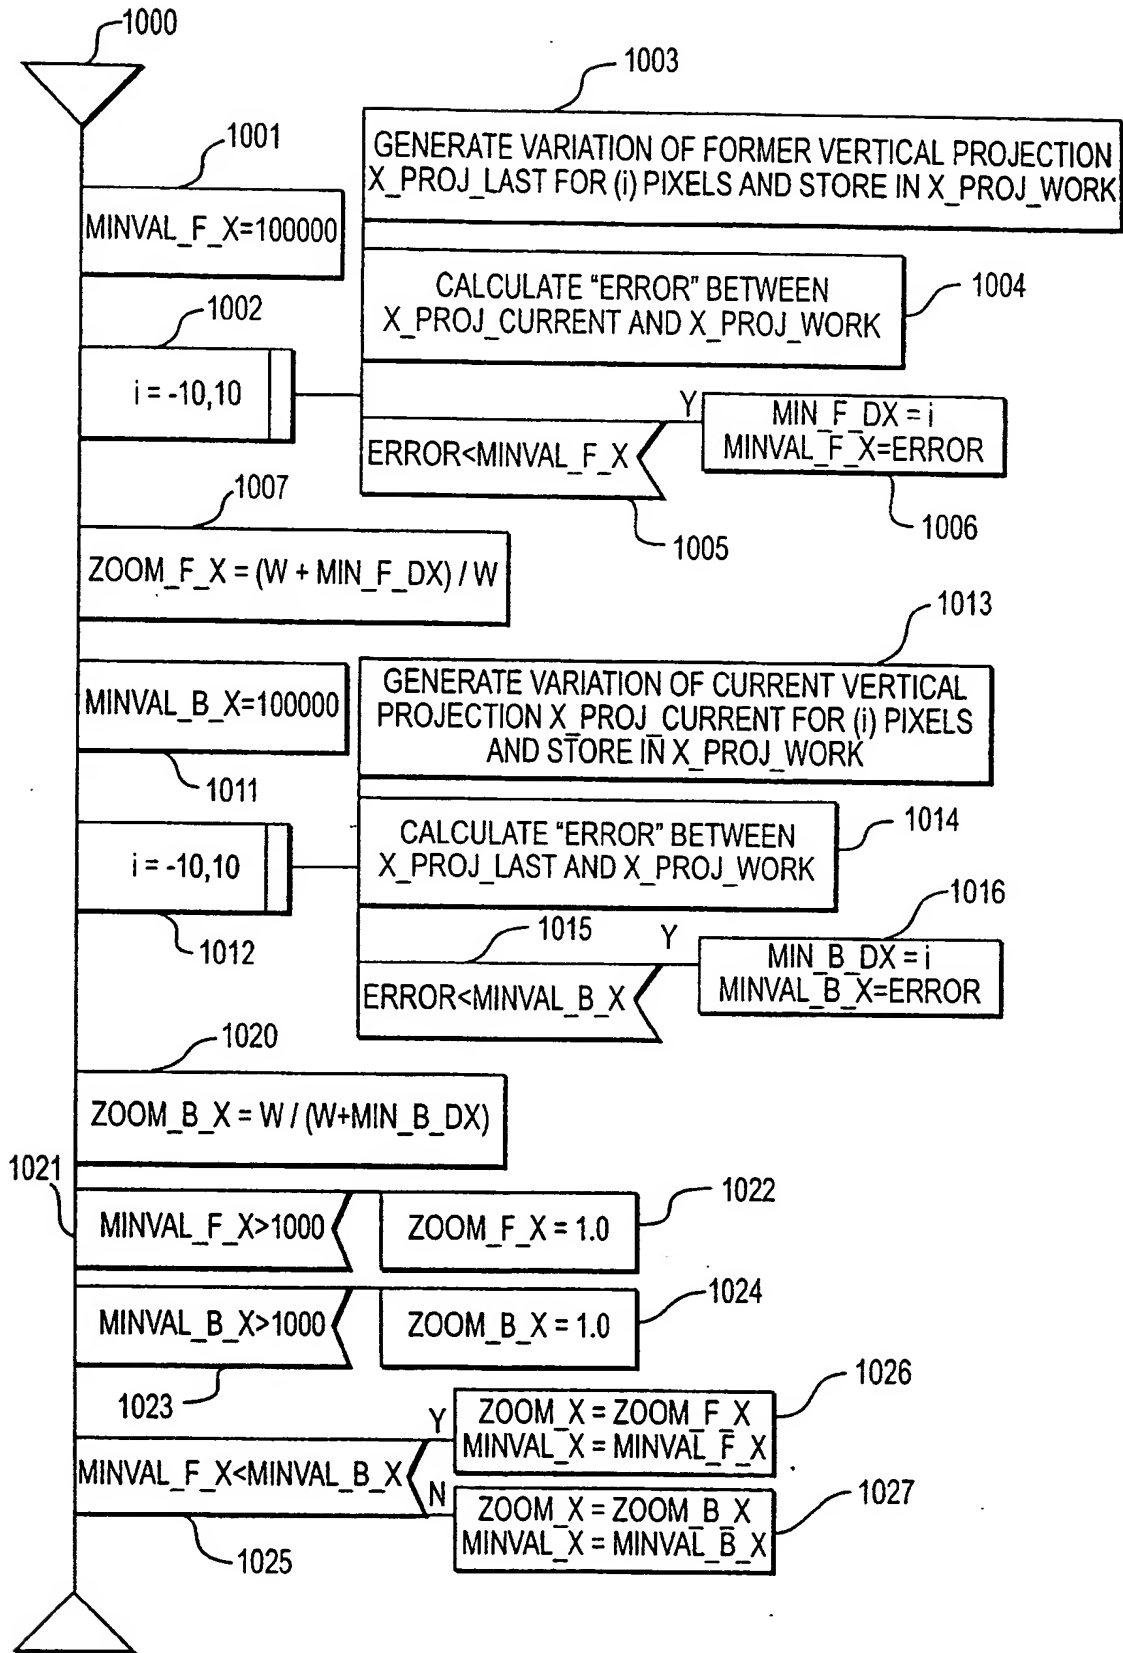 1000
1003
GENERATE VARIATION OF FORMER VERTICAL PROJECTION
X_PROJ_LAST FOR (i) PIXELS AND STORE IN X_PROJ_WORK
1001
MINVAL_F_X=100000
CALCULATE “ERROR” BETWEEN
X_PROJ_CURRENT AND X_PROJ_WORK
1004
1002
i = -10,10
ERROR<MINVAL_F_X
Y
MIN_F_DX = i
MINVAL_F_X=ERROR
1006
1005
1007
ZOOM_F_X = (W + MIN_F_DX) / W
1013
MINVAL_B_X=100000
1011
GENERATE VARIATION OF CURRENT VERTICAL
PROJECTION X_PROJ_CURRENT FOR (i) PIXELS
AND STORE IN X_PROJ_WORK
CALCULATE “ERROR” BETWEEN
X_PROJ_LAST AND X_PROJ_WORK
1014
i = -10,10
1012
1015
ERROR<MINVAL_B_X
Y
1016
MIN_B_DX = i
MINVAL_B_X=ERROR
1020
ZOOM_B_X = W / (W+MIN_B_DX)
1021
MINVAL_F_X>1000
ZOOM_F_X = 1.0
1022
MINVAL_B_X>1000
ZOOM_B_X = 1.0
1024
1023
MINVAL_F_X<MINVAL_B_X
1025
Y
ZOOM_X = ZOOM_F_X
MINVAL_X = MINVAL_F_X
1026
N
ZOOM_X = ZOOM_B_X
MINVAL_X = MINVAL_B_X
1027